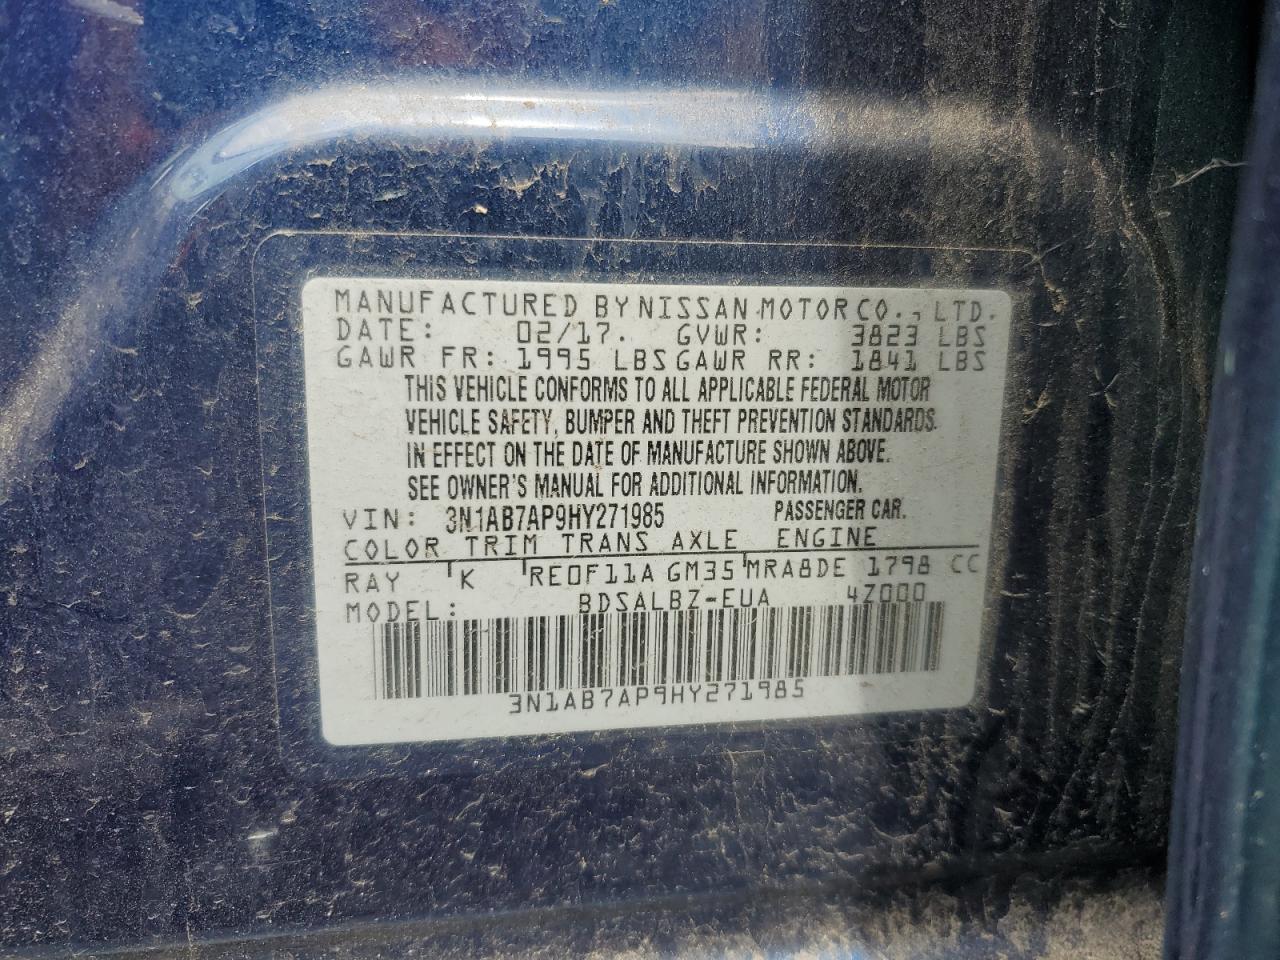 MANUFACTURED BY NISSAN MOTOR CO., LTD.
DATE: 02/17. GVWR: 3823 LBS
GAWR FR: 1995 LBS GAWR RR: 1841 LBS
THIS VEHICLE CONFORMS TO ALL APPLICABLE FEDERAL MOTOR
VEHICLE SAFETY, BUMPER AND THEFT PREVENTION STANDARDS.
IN EFFECT ON THE DATE OF MANUFACTURE SHOWN ABOVE.
SEE OWNER'S MANUAL FOR ADDITIONAL INFORMATION.
VIN: 3N1AB7AP9HY271985 PASSENGER CAR.
COLOR TRIM TRANS AXLE ENGINE
RAY K RE0F11A GM35 MRA8DE 1798 CC
MODEL: BDSALBZ-EUA 4Z000
3N1AB7AP9HY271985